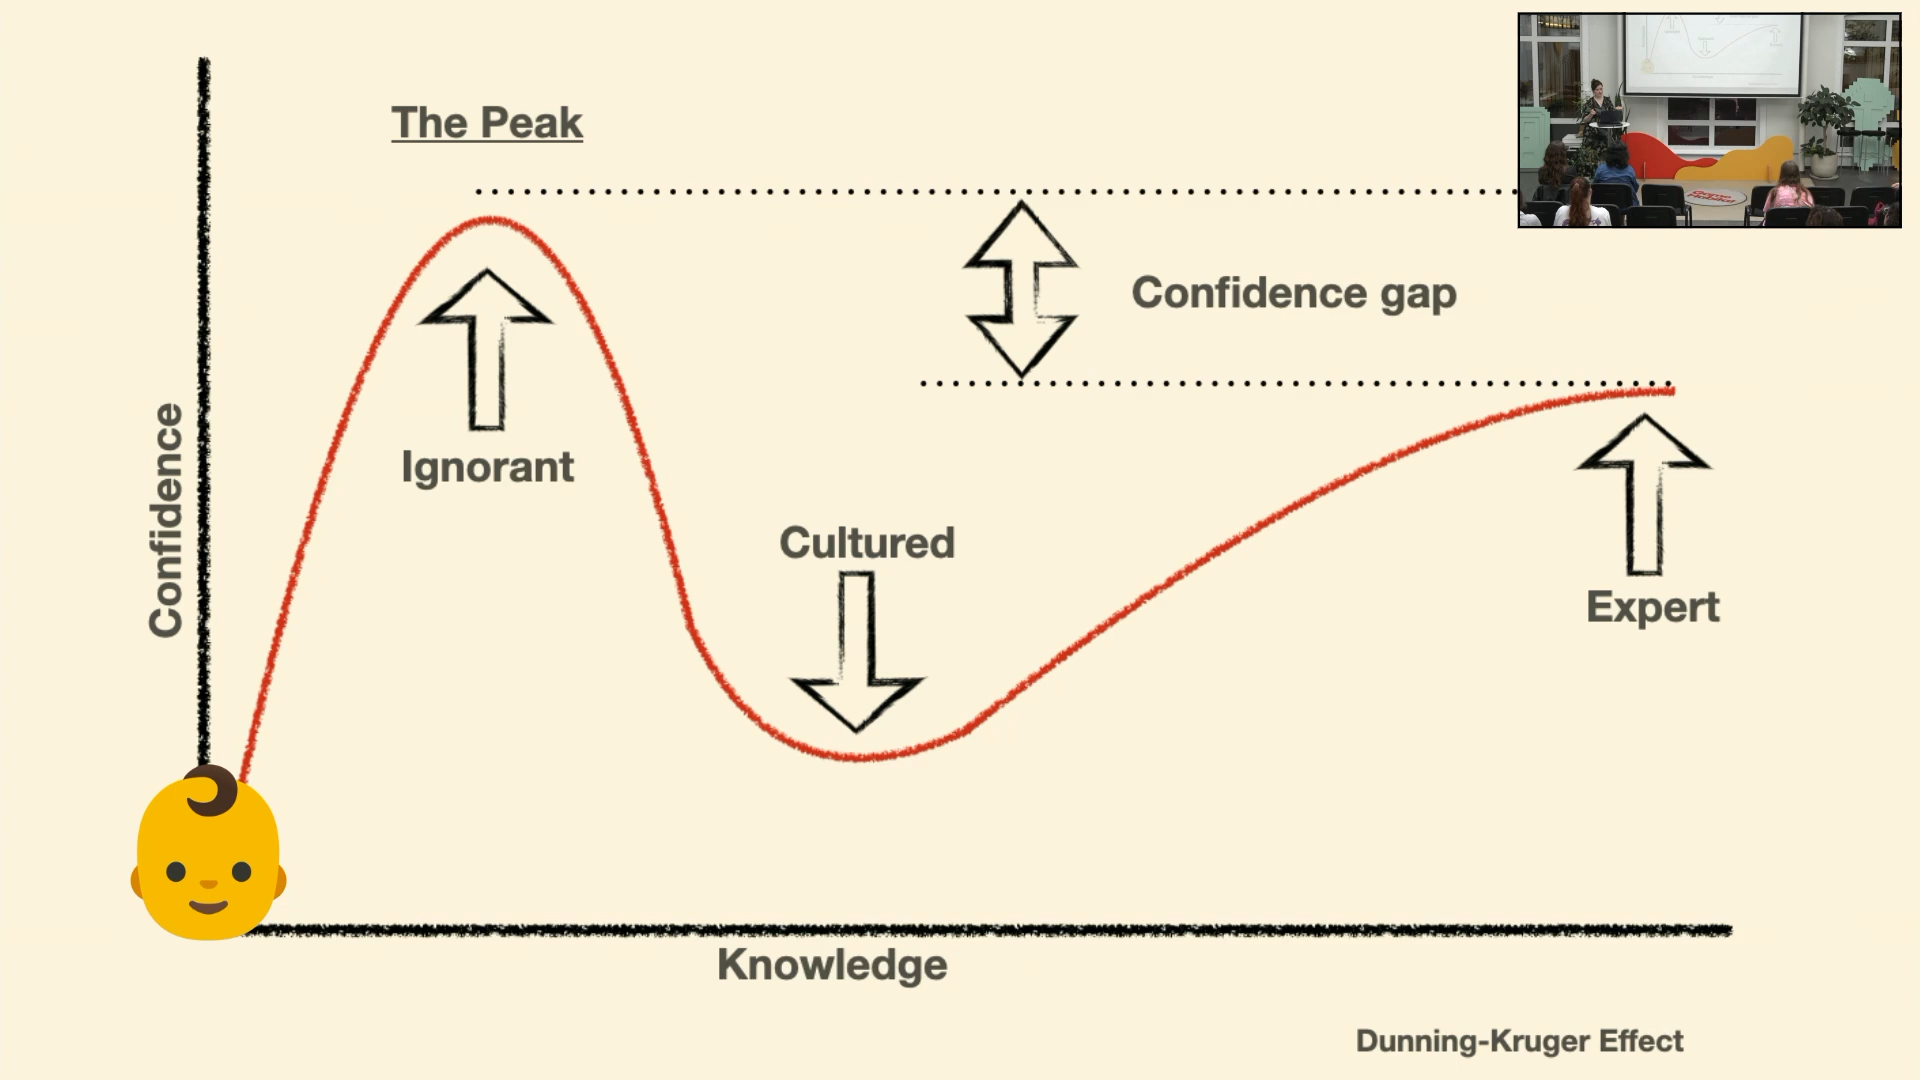 The Peak
Confidence gap
Ignorant
Cultured
Expert
Confidence
Knowledge
Dunning-Kruger Effect